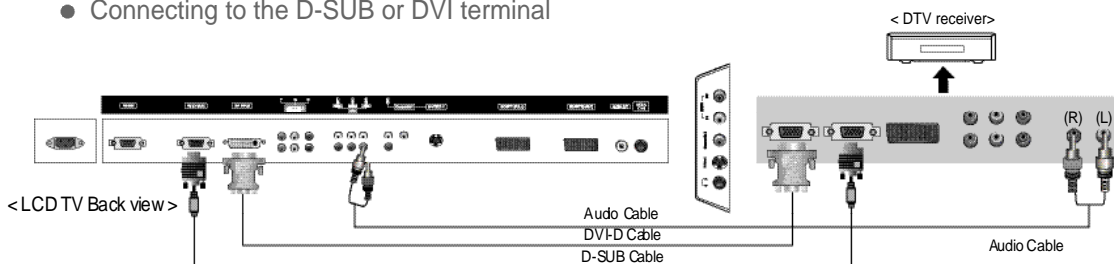 ● Connecting to the D-SUB or DVI terminal
< DTV receiver>
(R) (L)
< LCD TV Back view >
Audo Cable
DVI-D Cable
D-SUB Cable
Audio Cable